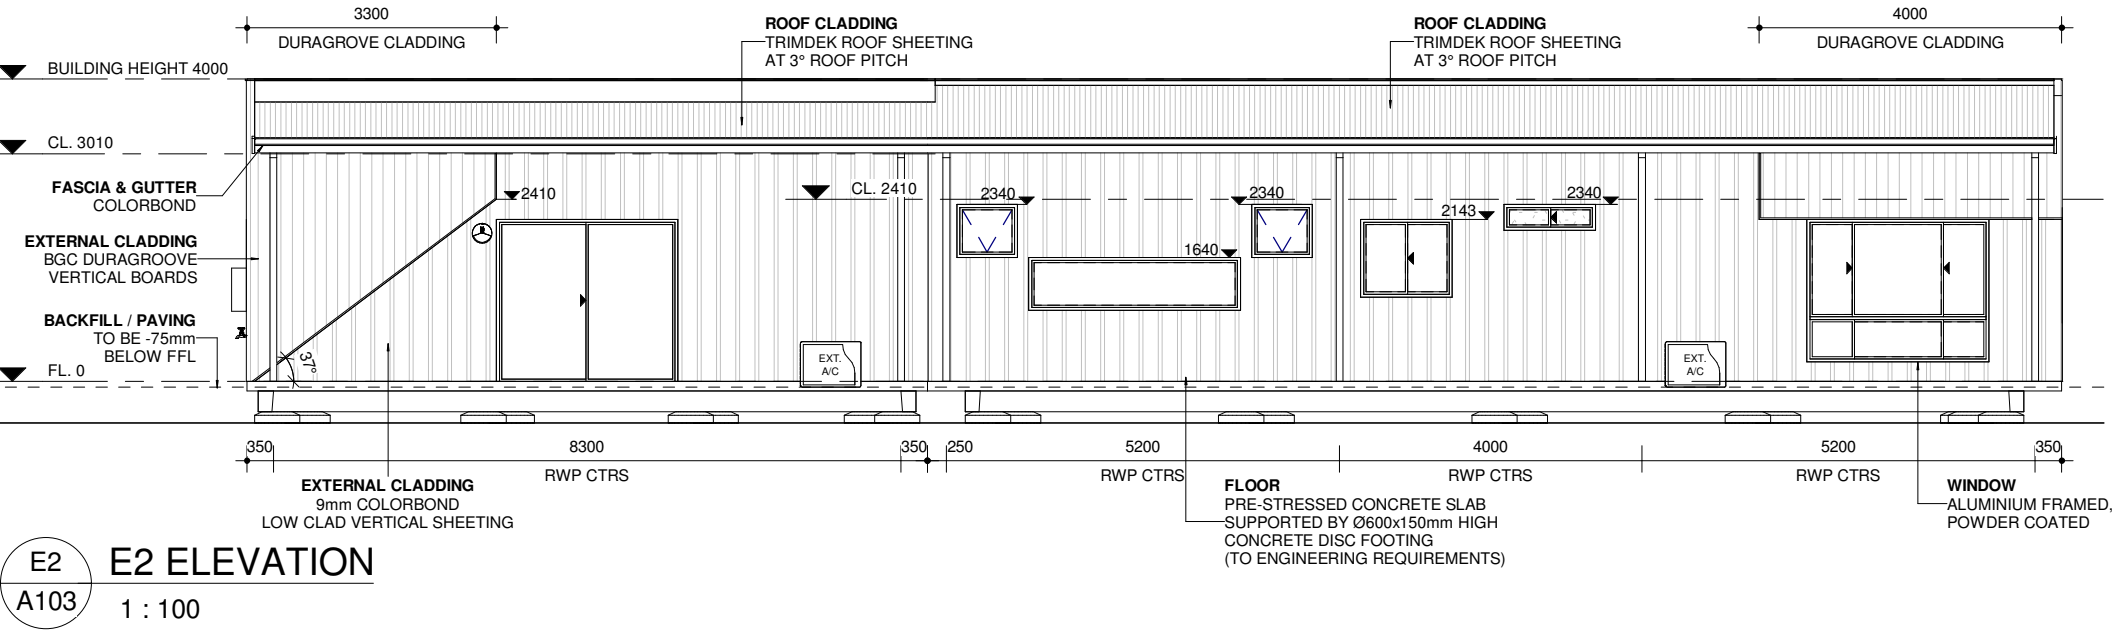 3300
DURAGROVE CLADDING
ROOF CLADDING
TRIMDEK ROOF SHEETING
AT 3° ROOF PITCH
ROOF CLADDING
TRIMDEK ROOF SHEETING
AT 3° ROOF PITCH
4000
DURAGROVE CLADDING
BUILDING HEIGHT 4000
CL. 3010
FASCIA & GUTTER
COLORBOND
EXTERNAL CLADDING
BGC DURAGROOVE
VERTICAL BOARDS
BACKFILL / PAVING
TO BE -75mm
BELOW FFL
FL. 0
37°
2410
CL. 2410
2340
2340
1640
2143
2340
EXT.
A/C
EXT.
A/C
350
8300
RWP CTRS
350
250
5200
RWP CTRS
4000
RWP CTRS
5200
RWP CTRS
350
EXTERNAL CLADDING
9mm COLORBOND
LOW CLAD VERTICAL SHEETING
FLOOR
PRE-STRESSED CONCRETE SLAB
SUPPORTED BY Ø600x150mm HIGH
CONCRETE DISC FOOTING
(TO ENGINEERING REQUIREMENTS)
WINDOW
ALUMINIUM FRAMED,
POWDER COATED
E2
A103
E2 ELEVATION
1 : 100